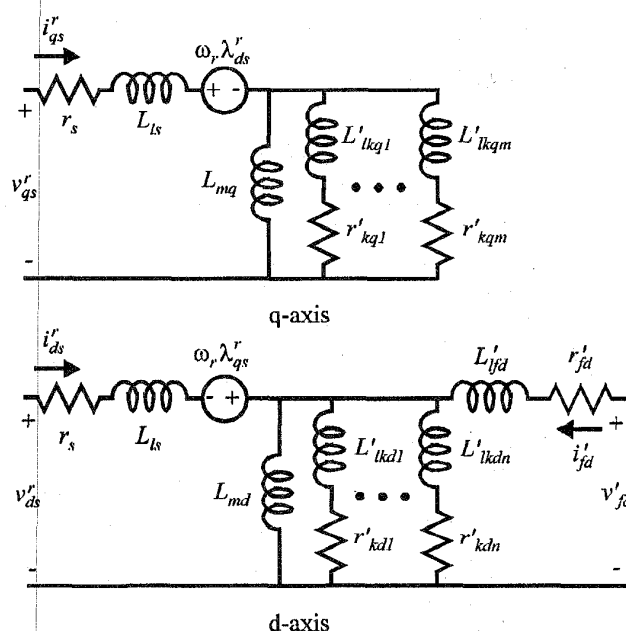 i^r_qs
ω_r λ^r_ds
+ -
+
r_s
L_ls
L'_lkq1
L'_lkqm
L_mq
v^r_qs
r'_kq1
r'_kqm
-
q-axis
i^r_ds
ω_r λ^r_qs
L'_lfd
r'_fd
- +
+
r_s
L_ls
L'_lkd1
L'_lkdn
i'_fd
+
L_md
v^r_ds
v'_fd
r'_kd1
r'_kdn
-
-
d-axis